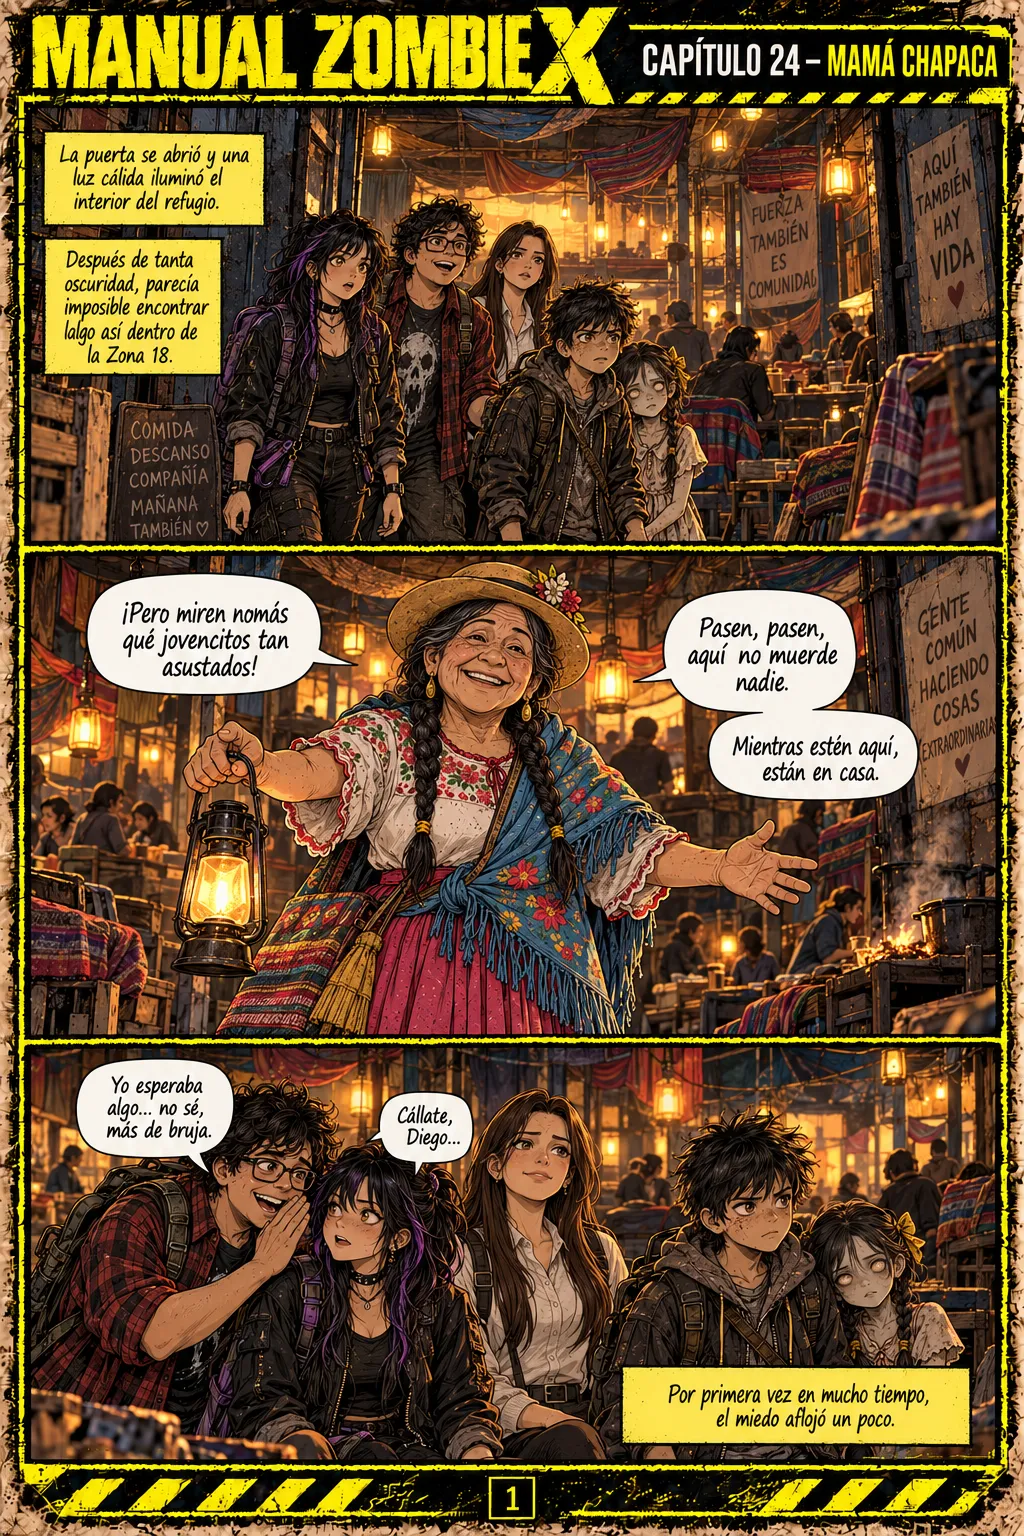 MANUAL ZOMBIE X
CAPÍTULO 24 – MAMÁ CHAPACA
La puerta se abrió y una
luz cálida iluminó el
interior del refugio.
Después de tanta
oscuridad, parecía
imposible encontrar
lalgo así dentro de
la Zona 18.
FUERZA
TAMBIÉN
ES
COMUNIDAD
AQUÍ
TAMBIÉN
HAY
VIDA
COMIDA
DESCANSO
COMPAÑÍA
MAÑANA
TAMBIÉN ♡
¡Pero miren nomás
qué jovencitos tan
asustados!
Pasen, pasen,
aquí no muerde
nadie.
Mientras estén aquí,
están en casa.
GENTE
COMÚN
HACIENDO
COSAS
EXTRAORDINARIA
Yo esperaba
algo... no sé,
más de bruja.
Cállate,
Diego...
Por primera vez en mucho tiempo,
el miedo aflojó un poco.
1